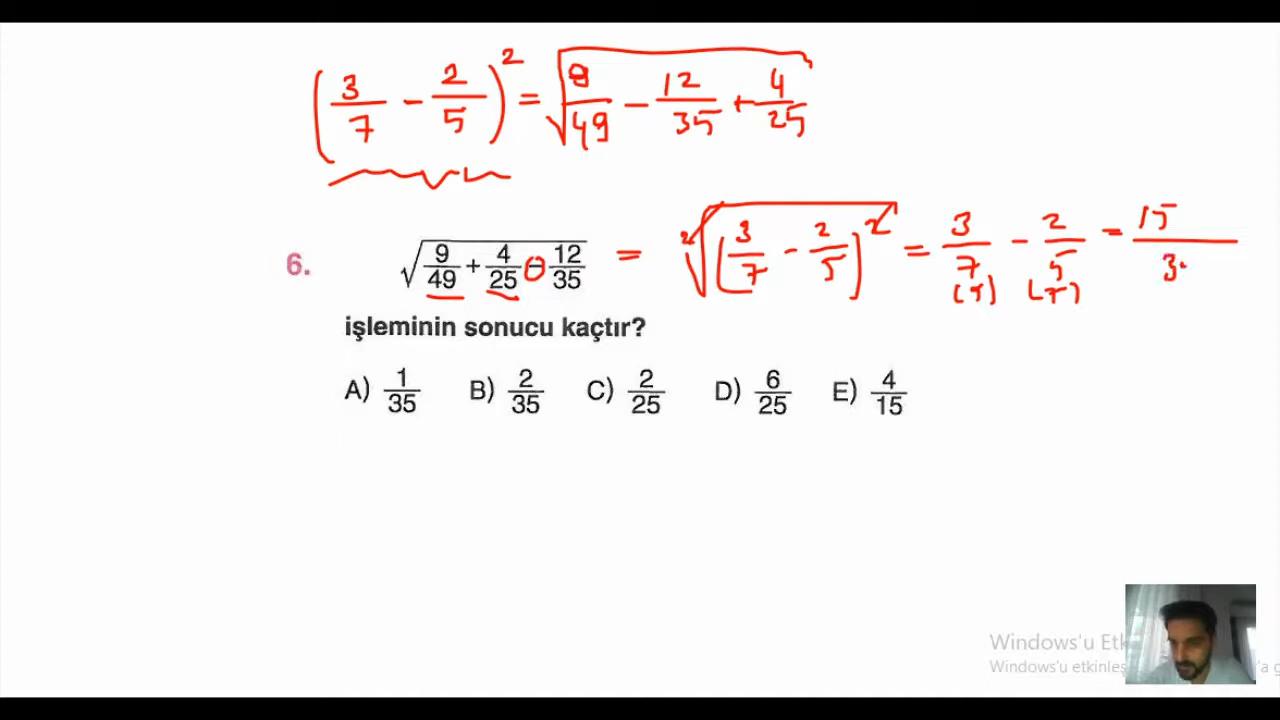 (3/7 - 2/5)² = √(9/49 - 12/35 + 4/25)
6. √(9/49 + 4/25 - 12/35) = ²√((3/7 - 2/5)²) = 3/7 - 2/5 = 15/3
(5) (7)
işleminin sonucu kaçtır?
A) 1/35 B) 2/35 C) 2/25 D) 6/25 E) 4/15
Windows'u Etk
Windows'u etkinleş